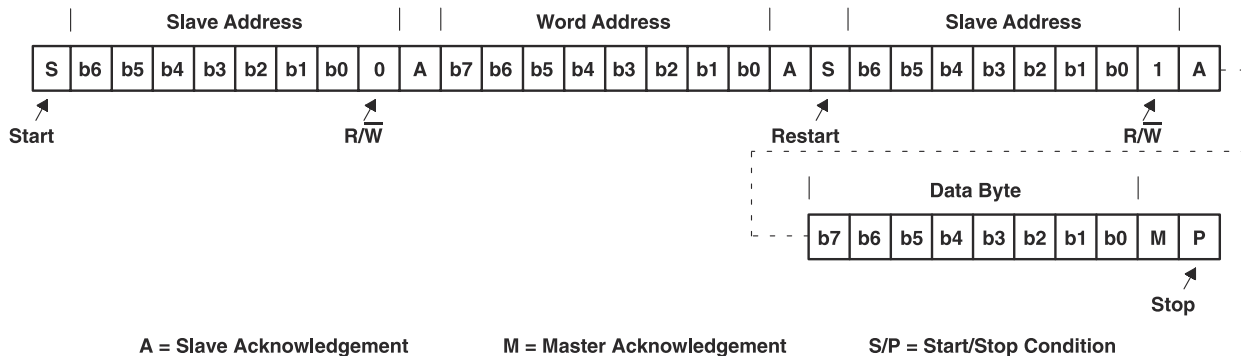 Slave Address Word Address Slave Address
S b6 b5 b4 b3 b2 b1 b0 0 A b7 b6 b5 b4 b3 b2 b1 b0 A S b6 b5 b4 b3 b2 b1 b0 1 A
Start R/W̅ Restart R/W̅
Data Byte
b7 b6 b5 b4 b3 b2 b1 b0 M P
Stop
A = Slave Acknowledgement M = Master Acknowledgement S/P = Start/Stop Condition